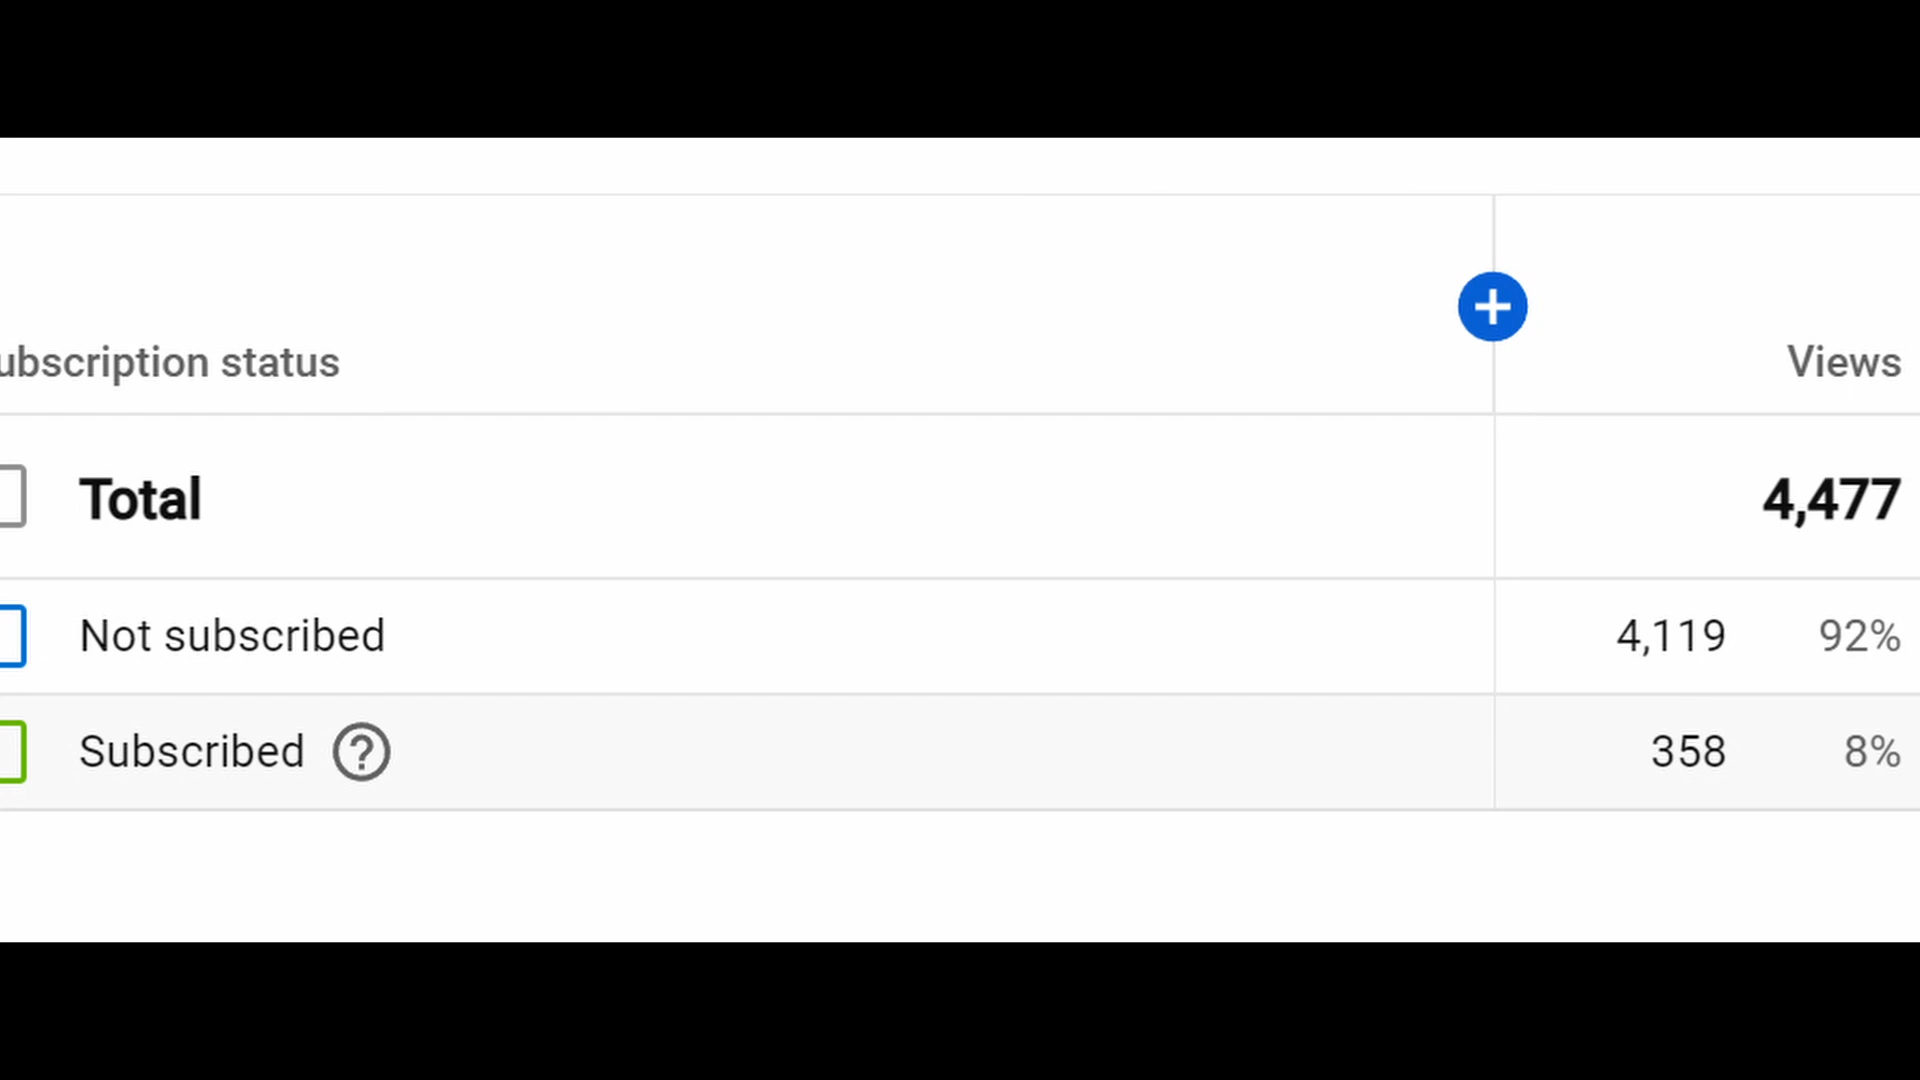 ubscription status
Views
Total 4,477
Not subscribed 4,119 92%
Subscribed 358 8%